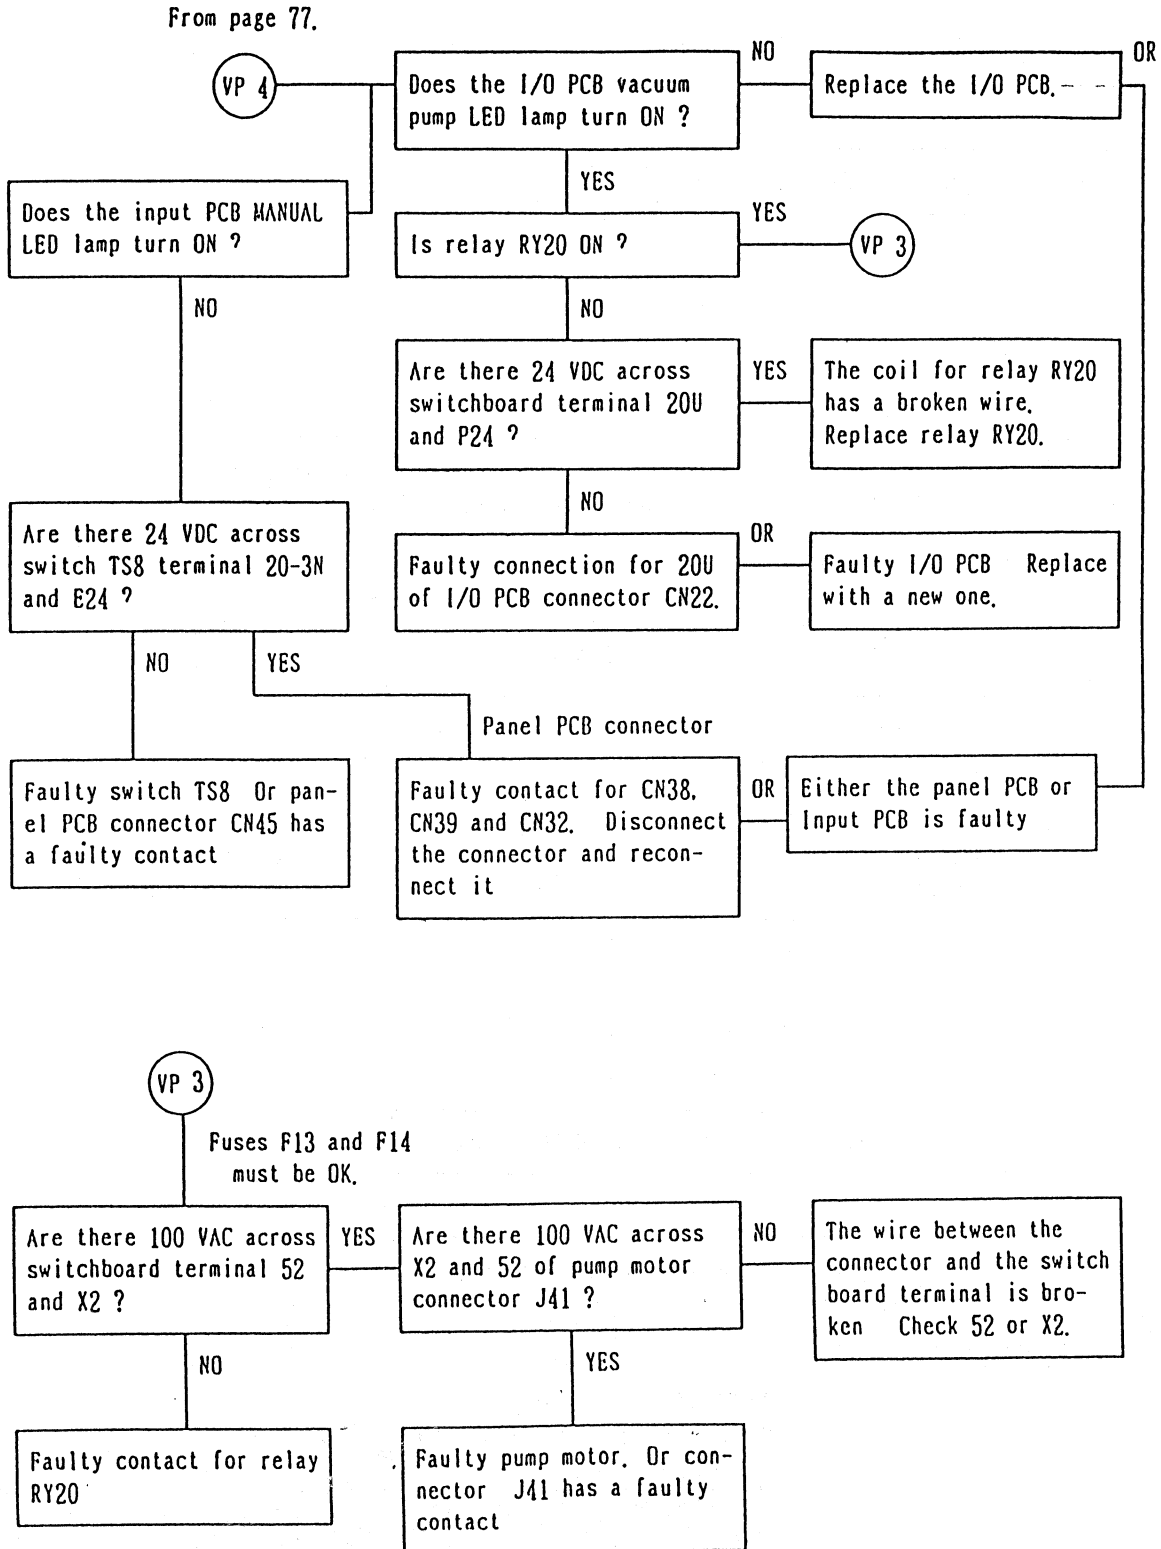 From page 77.
VP 4
Does the I/O PCB vacuum
pump LED lamp turn ON ?
NO
Replace the I/O PCB.
OR
YES
Does the input PCB MANUAL
LED lamp turn ON ?
Is relay RY20 ON ?
YES
VP 3
NO
NO
Are there 24 VDC across
switchboard terminal 20U
and P24 ?
YES
The coil for relay RY20
has a broken wire.
Replace relay RY20.
NO
Are there 24 VDC across
switch TS8 terminal 20-3N
and E24 ?
Faulty connection for 20U
of I/O PCB connector CN22.
OR
Faulty I/O PCB Replace
with a new one.
NO
YES
Panel PCB connector
Faulty switch TS8 Or pan-
el PCB connector CN45 has
a faulty contact
Faulty contact for CN38.
CN39 and CN32. Disconnect
the connector and recon-
nect it
OR
Either the panel PCB or
Input PCB is faulty
VP 3
Fuses F13 and F14
must be OK.
Are there 100 VAC across
switchboard terminal 52
and X2 ?
YES
Are there 100 VAC across
X2 and 52 of pump motor
connector J41 ?
NO
The wire between the
connector and the switch
board terminal is bro-
ken Check 52 or X2.
NO
YES
Faulty contact for relay
RY20
Faulty pump motor. Or con-
nector J41 has a faulty
contact